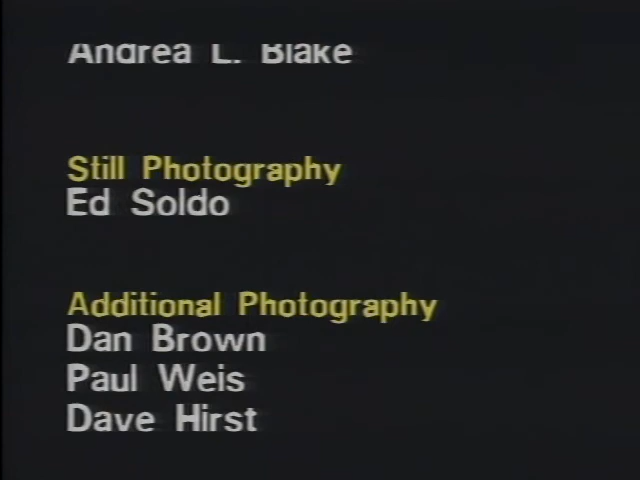 Andrea L. Blake
Still Photography
Ed Soldo
Additional Photography
Dan Brown
Paul Weis
Dave Hirst